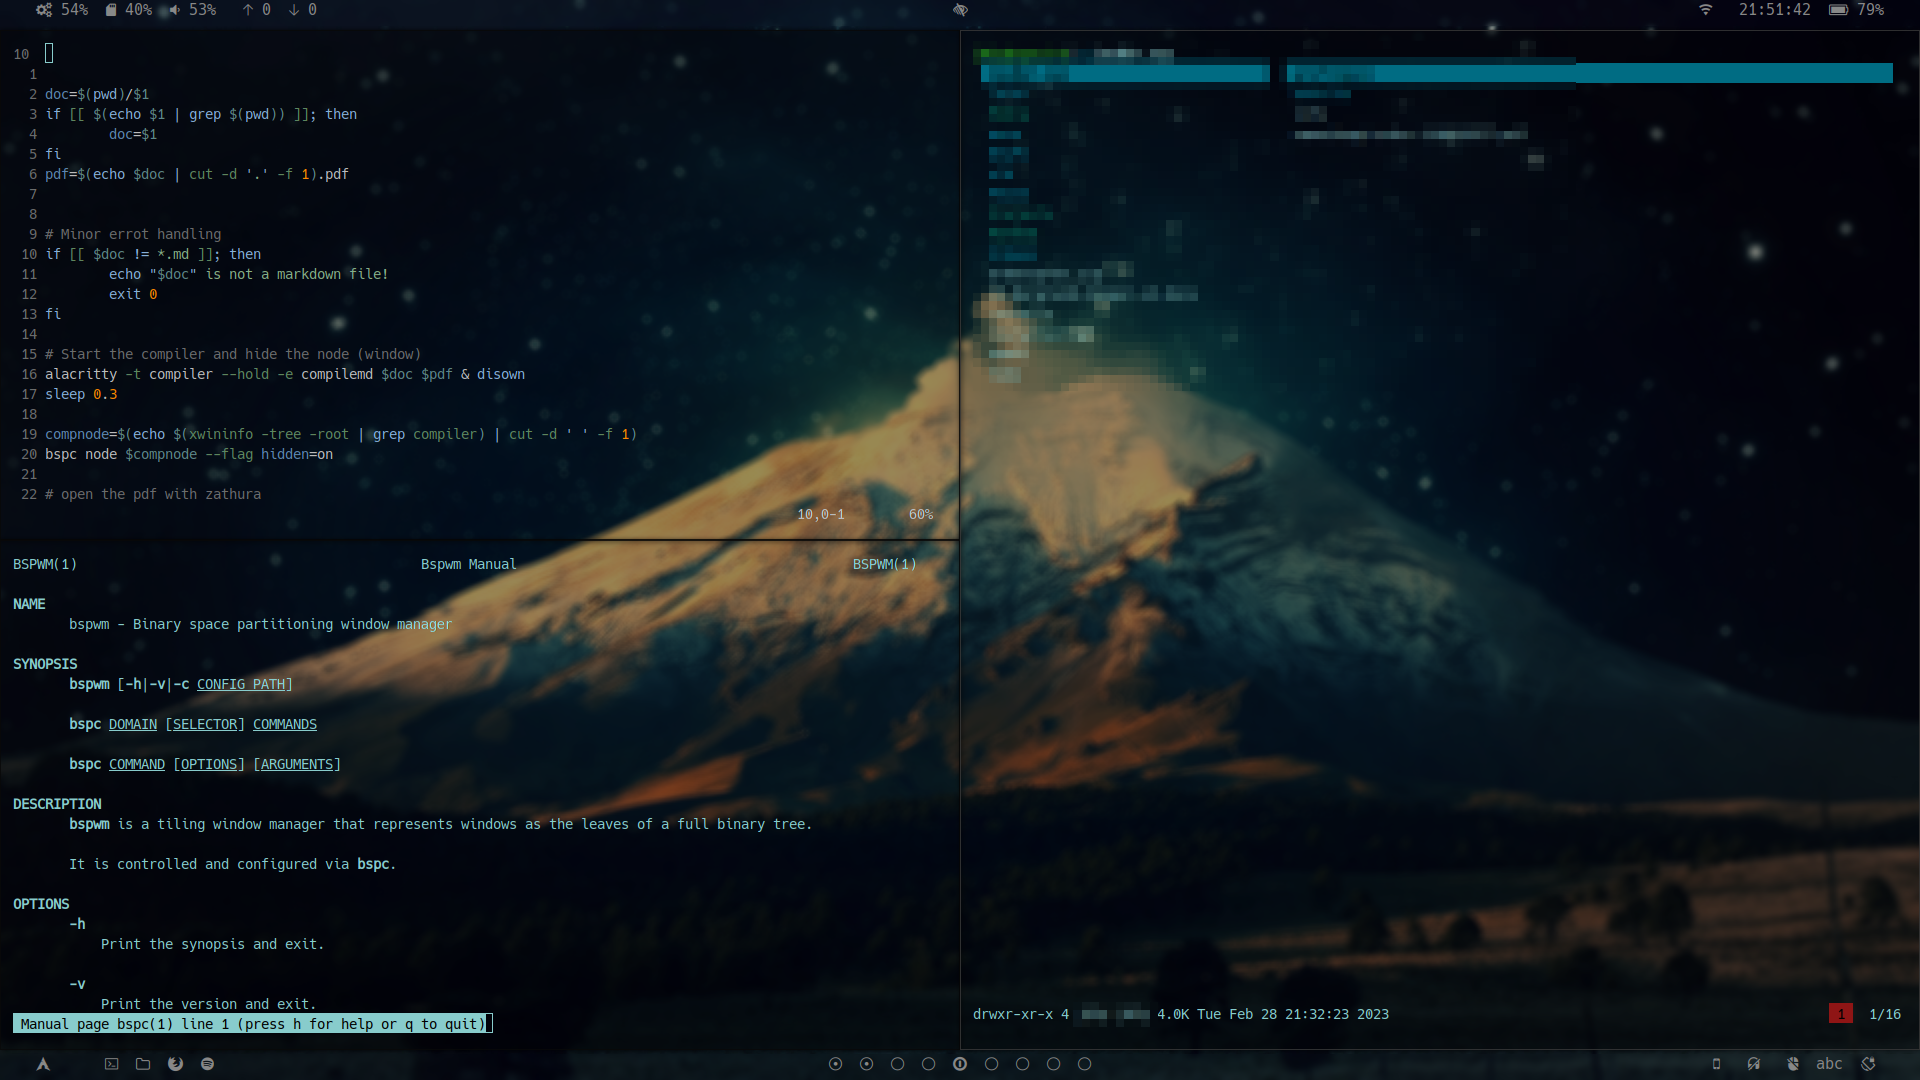 54% 40% 53% ↑ 0 ↓ 0 21:51:42 79%
10
1
2 doc=$(pwd)/$1
3 if [[ $(echo $1 | grep $(pwd)) ]]; then
4         doc=$1
5 fi
6 pdf=$(echo $doc | cut -d '.' -f 1).pdf
7
8
9 # Minor errot handling
10 if [[ $doc != *.md ]]; then
11         echo "$doc" is not a markdown file!
12         exit 0
13 fi
14
15 # Start the compiler and hide the node (window)
16 alacritty -t compiler --hold -e compilemd $doc $pdf & disown
17 sleep 0.3
18
19 compnode=$(echo $(xwininfo -tree -root | grep compiler) | cut -d ' ' -f 1)
20 bspc node $compnode --flag hidden=on
21
22 # open the pdf with zathura
10,0-1 60%
BSPWM(1) Bspwm Manual BSPWM(1)
NAME
bspwm - Binary space partitioning window manager
SYNOPSIS
bspwm [-h|-v|-c CONFIG_PATH]
bspc DOMAIN [SELECTOR] COMMANDS
bspc COMMAND [OPTIONS] [ARGUMENTS]
DESCRIPTION
bspwm is a tiling window manager that represents windows as the leaves of a full binary tree.
It is controlled and configured via bspc.
OPTIONS
-h
Print the synopsis and exit.
-v
Print the version and exit.
Manual page bspc(1) line 1 (press h for help or q to quit)
drwxr-xr-x 4 4.0K Tue Feb 28 21:32:23 2023 1 1/16
abc